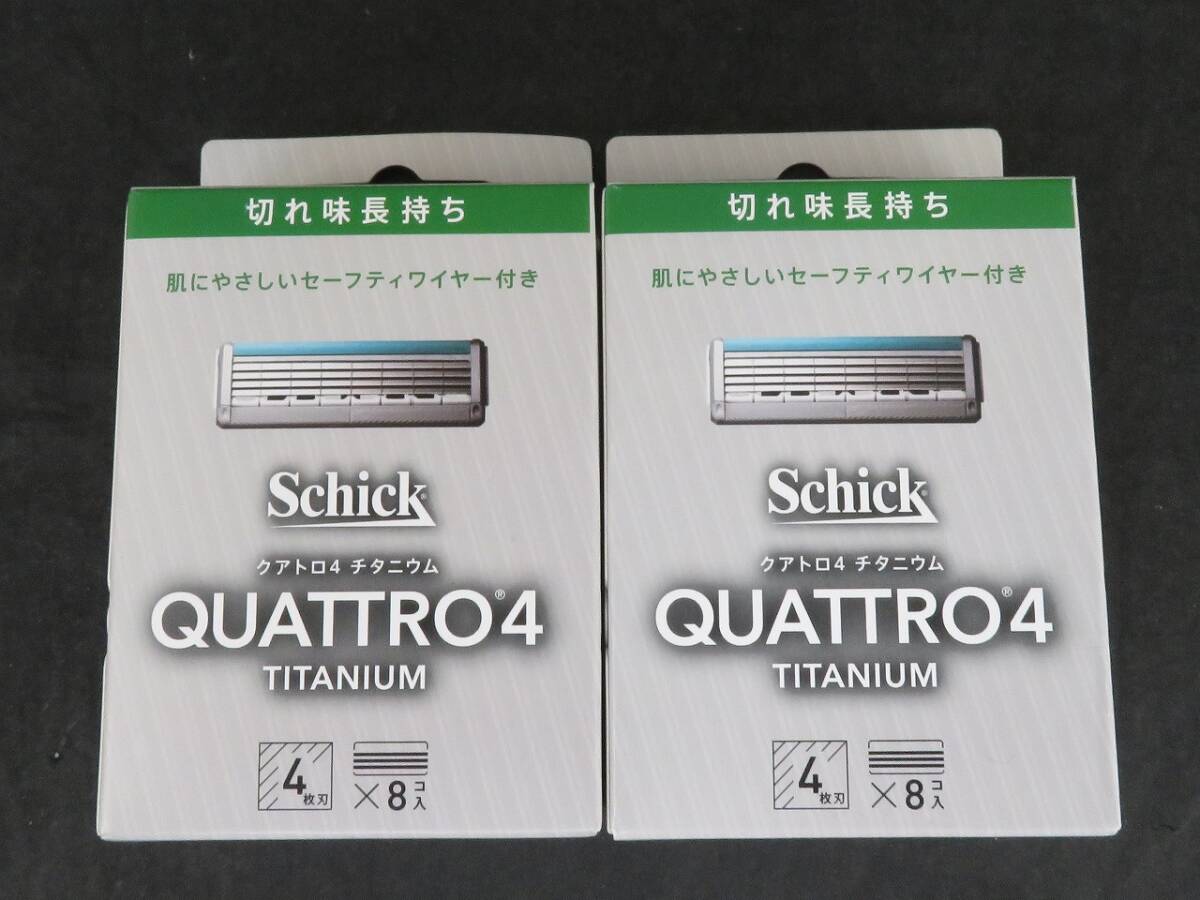 切れ味長持ち
肌にやさしいセーフティワイヤー付き
Schick®
クアトロ4 チタニウム
QUATTRO®4
TITANIUM
4枚刃
×8コ入
切れ味長持ち
肌にやさしいセーフティワイヤー付き
Schick®
クアトロ4 チタニウム
QUATTRO®4
TITANIUM
4枚刃
×8コ入